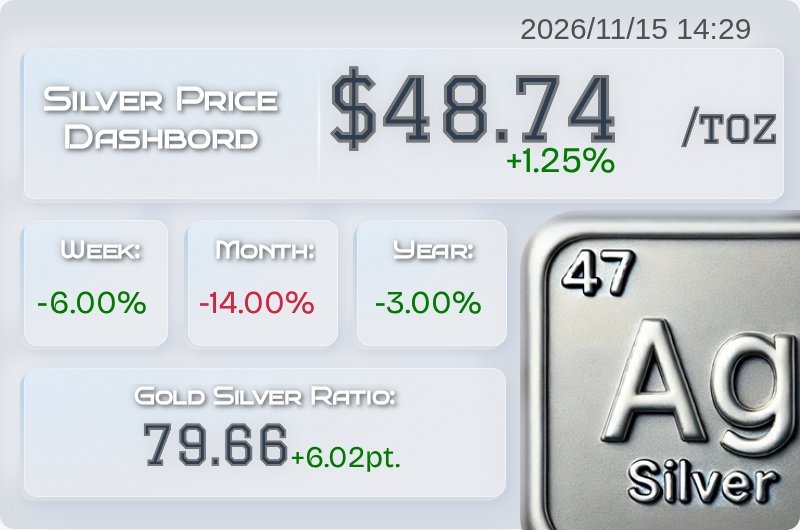 2026/11/15 14:29
Silver Price
Dashbord
$48.74
/TOZ
+1.25%
Week:
-6.00%
Month:
-14.00%
Year:
-3.00%
Gold Silver Ratio:
79.66
+6.02pt.
47
Ag
Silver